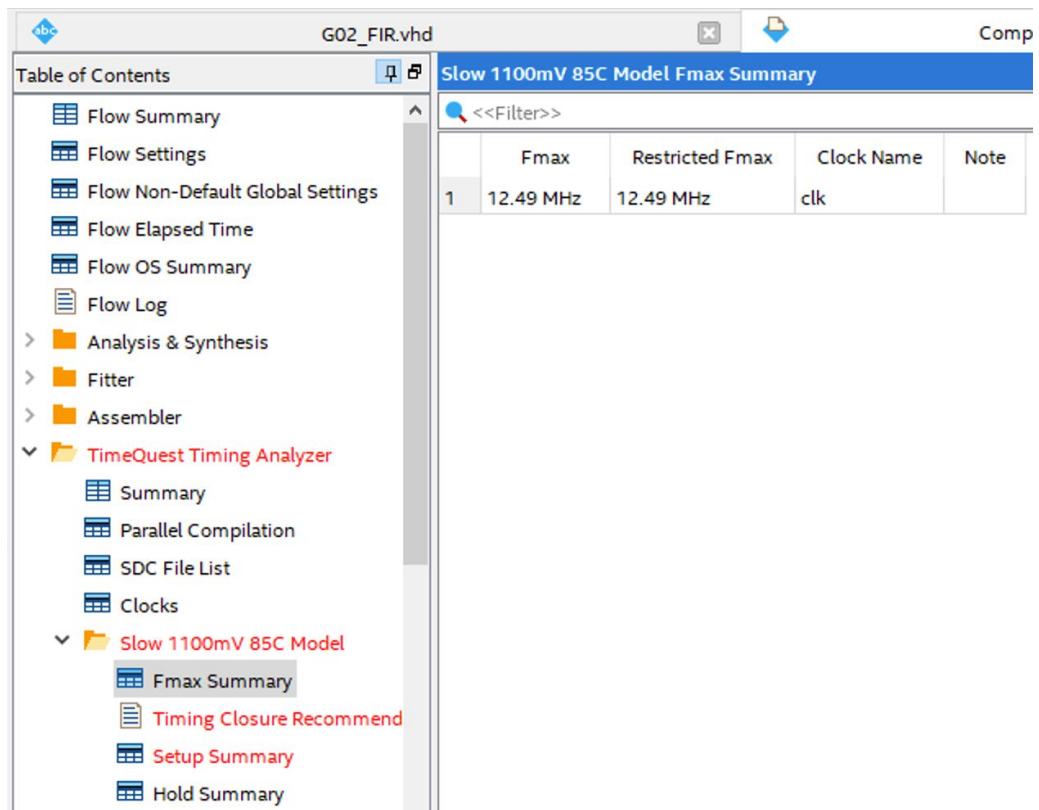 abc
G02_FIR.vhd
Comp
Table of Contents
Flow Summary
Flow Settings
Flow Non-Default Global Settings
Flow Elapsed Time
Flow OS Summary
Flow Log
Analysis & Synthesis
Fitter
Assembler
TimeQuest Timing Analyzer
Summary
Parallel Compilation
SDC File List
Clocks
Slow 1100mV 85C Model
Fmax Summary
Timing Closure Recommend
Setup Summary
Hold Summary
Slow 1100mV 85C Model Fmax Summary
<<Filter>>
Fmax Restricted Fmax Clock Name Note
1 12.49 MHz 12.49 MHz clk